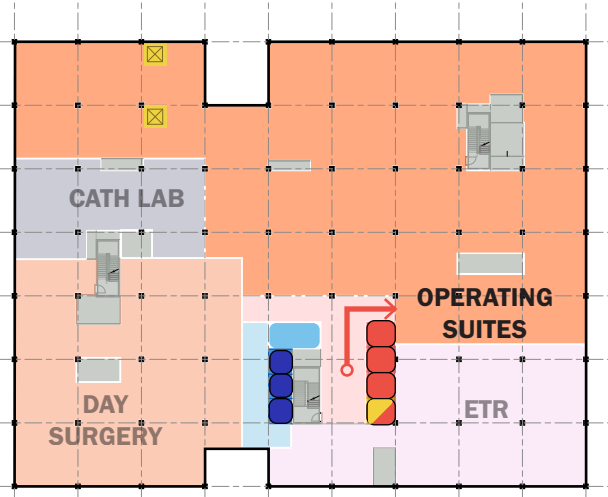 CATH LAB
OPERATING
SUITES
DAY
SURGERY
ETR